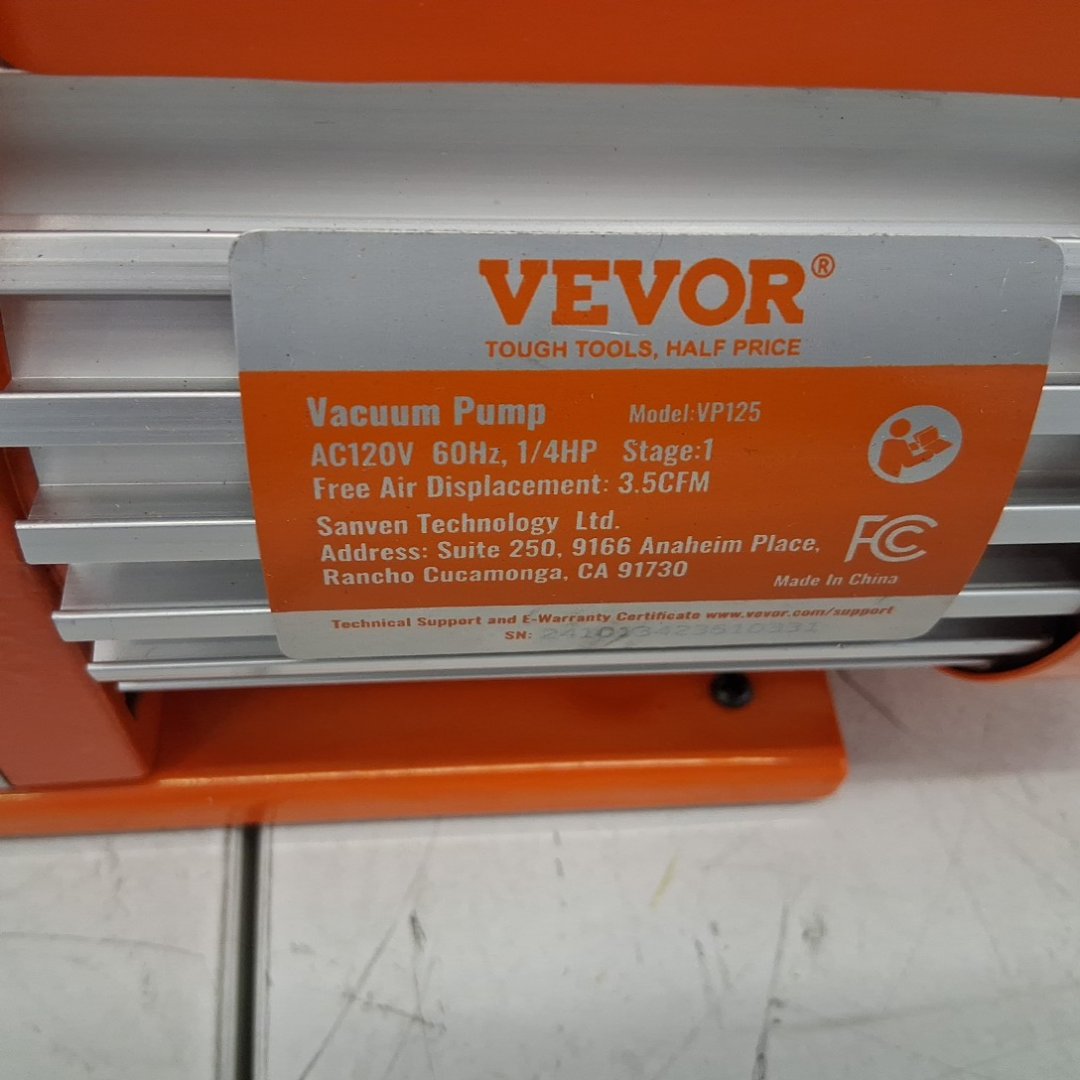 VEVOR®
TOUGH TOOLS, HALF PRICE
Vacuum Pump Model:VP125
AC120V 60Hz, 1/4HP Stage:1
Free Air Displacement: 3.5CFM
Sanven Technology Ltd.
Address: Suite 250, 9166 Anaheim Place,
Rancho Cucamonga, CA 91730
FCC
Made In China
Technical Support and E-Warranty Certificate www.vevor.com/support
SN: